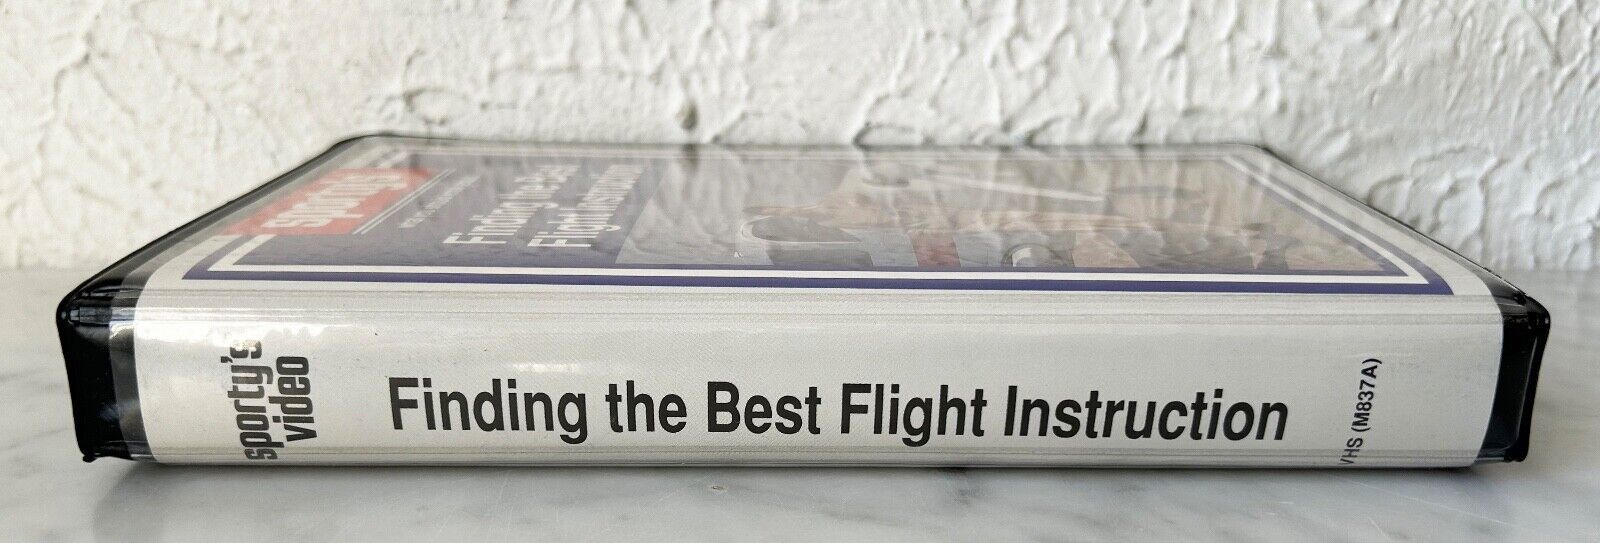 sporty's
Finding the Best
Flight Instruction
sporty's
video
Finding the Best Flight Instruction
VHS (M837A)